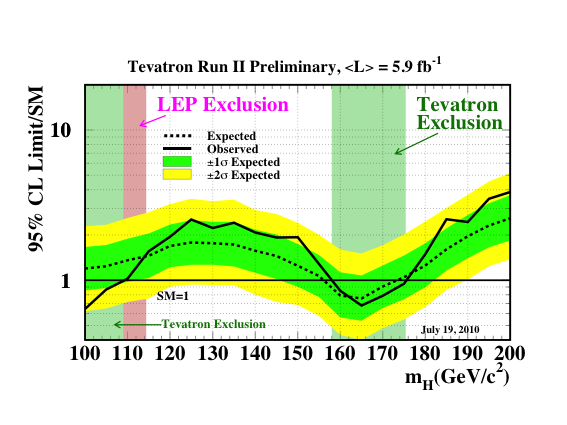 Tevatron Run II Preliminary, <L> = 5.9 fb-1
95% CL Limit/SM
10
1
LEP Exclusion
Tevatron
Exclusion
Expected
Observed
±1σ Expected
±2σ Expected
SM=1
Tevatron Exclusion
July 19, 2010
100 110 120 130 140 150 160 170 180 190 200
mH(GeV/c2)